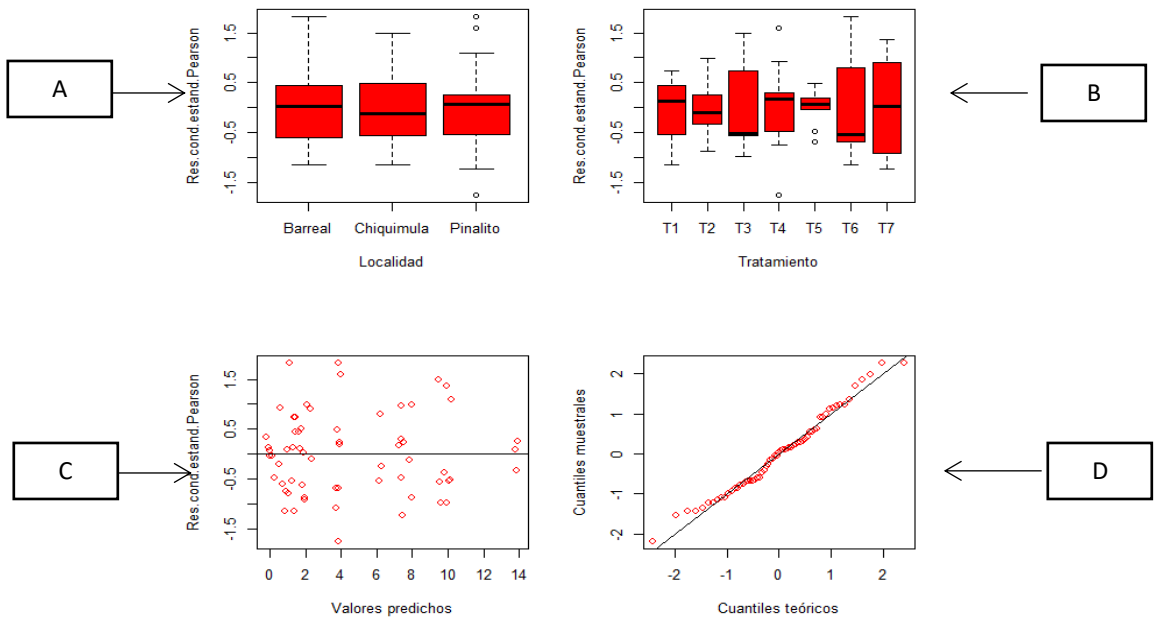 A
Res.cond.estand.Pearson
1.5
0.5
-0.5
-1.5
Barreal Chiquimula Pinalito
Localidad
B
Res.cond.estand.Pearson
1.5
0.5
-0.5
-1.5
T1 T2 T3 T4 T5 T6 T7
Tratamiento
C
Res.cond.estand.Pearson
1.5
0.5
-0.5
-1.5
0 2 4 6 8 10 12 14
Valores predichos
D
Cuantiles muestrales
2
1
0
-1
-2
-2 -1 0 1 2
Cuantiles teóricos